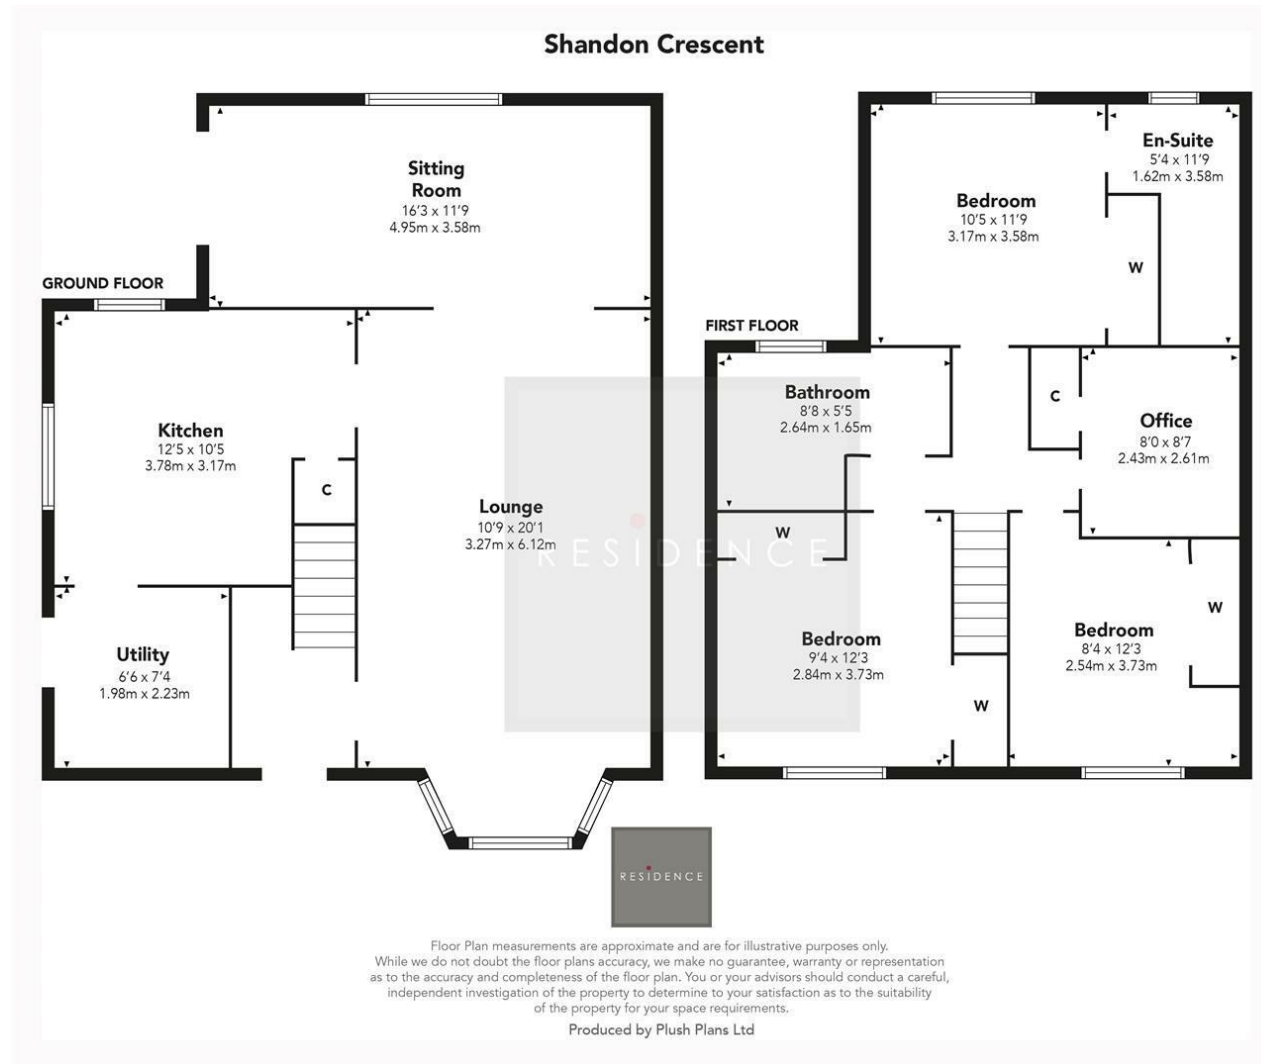 Shandon Crescent
GROUND FLOOR
Sitting
Room
16'3 x 11'9
4.95m x 3.58m
Kitchen
12'5 x 10'5
3.78m x 3.17m
C
Lounge
10'9 x 20'1
3.27m x 6.12m
Utility
6'6 x 7'4
1.98m x 2.23m
FIRST FLOOR
Bedroom
10'5 x 11'9
3.17m x 3.58m
En-Suite
5'4 x 11'9
1.62m x 3.58m
W
Bathroom
8'8 x 5'5
2.64m x 1.65m
C
Office
8'0 x 8'7
2.43m x 2.61m
W
Bedroom
9'4 x 12'3
2.84m x 3.73m
W
Bedroom
8'4 x 12'3
2.54m x 3.73m
W
RESIDENCE
RESIDENCE
Floor Plan measurements are approximate and are for illustrative purposes only.
While we do not doubt the floor plans accuracy, we make no guarantee, warranty or representation
as to the accuracy and completeness of the floor plan. You or your advisors should conduct a careful,
independent investigation of the property to determine to your satisfaction as to the suitability
of the property for your space requirements.
Produced by Plush Plans Ltd